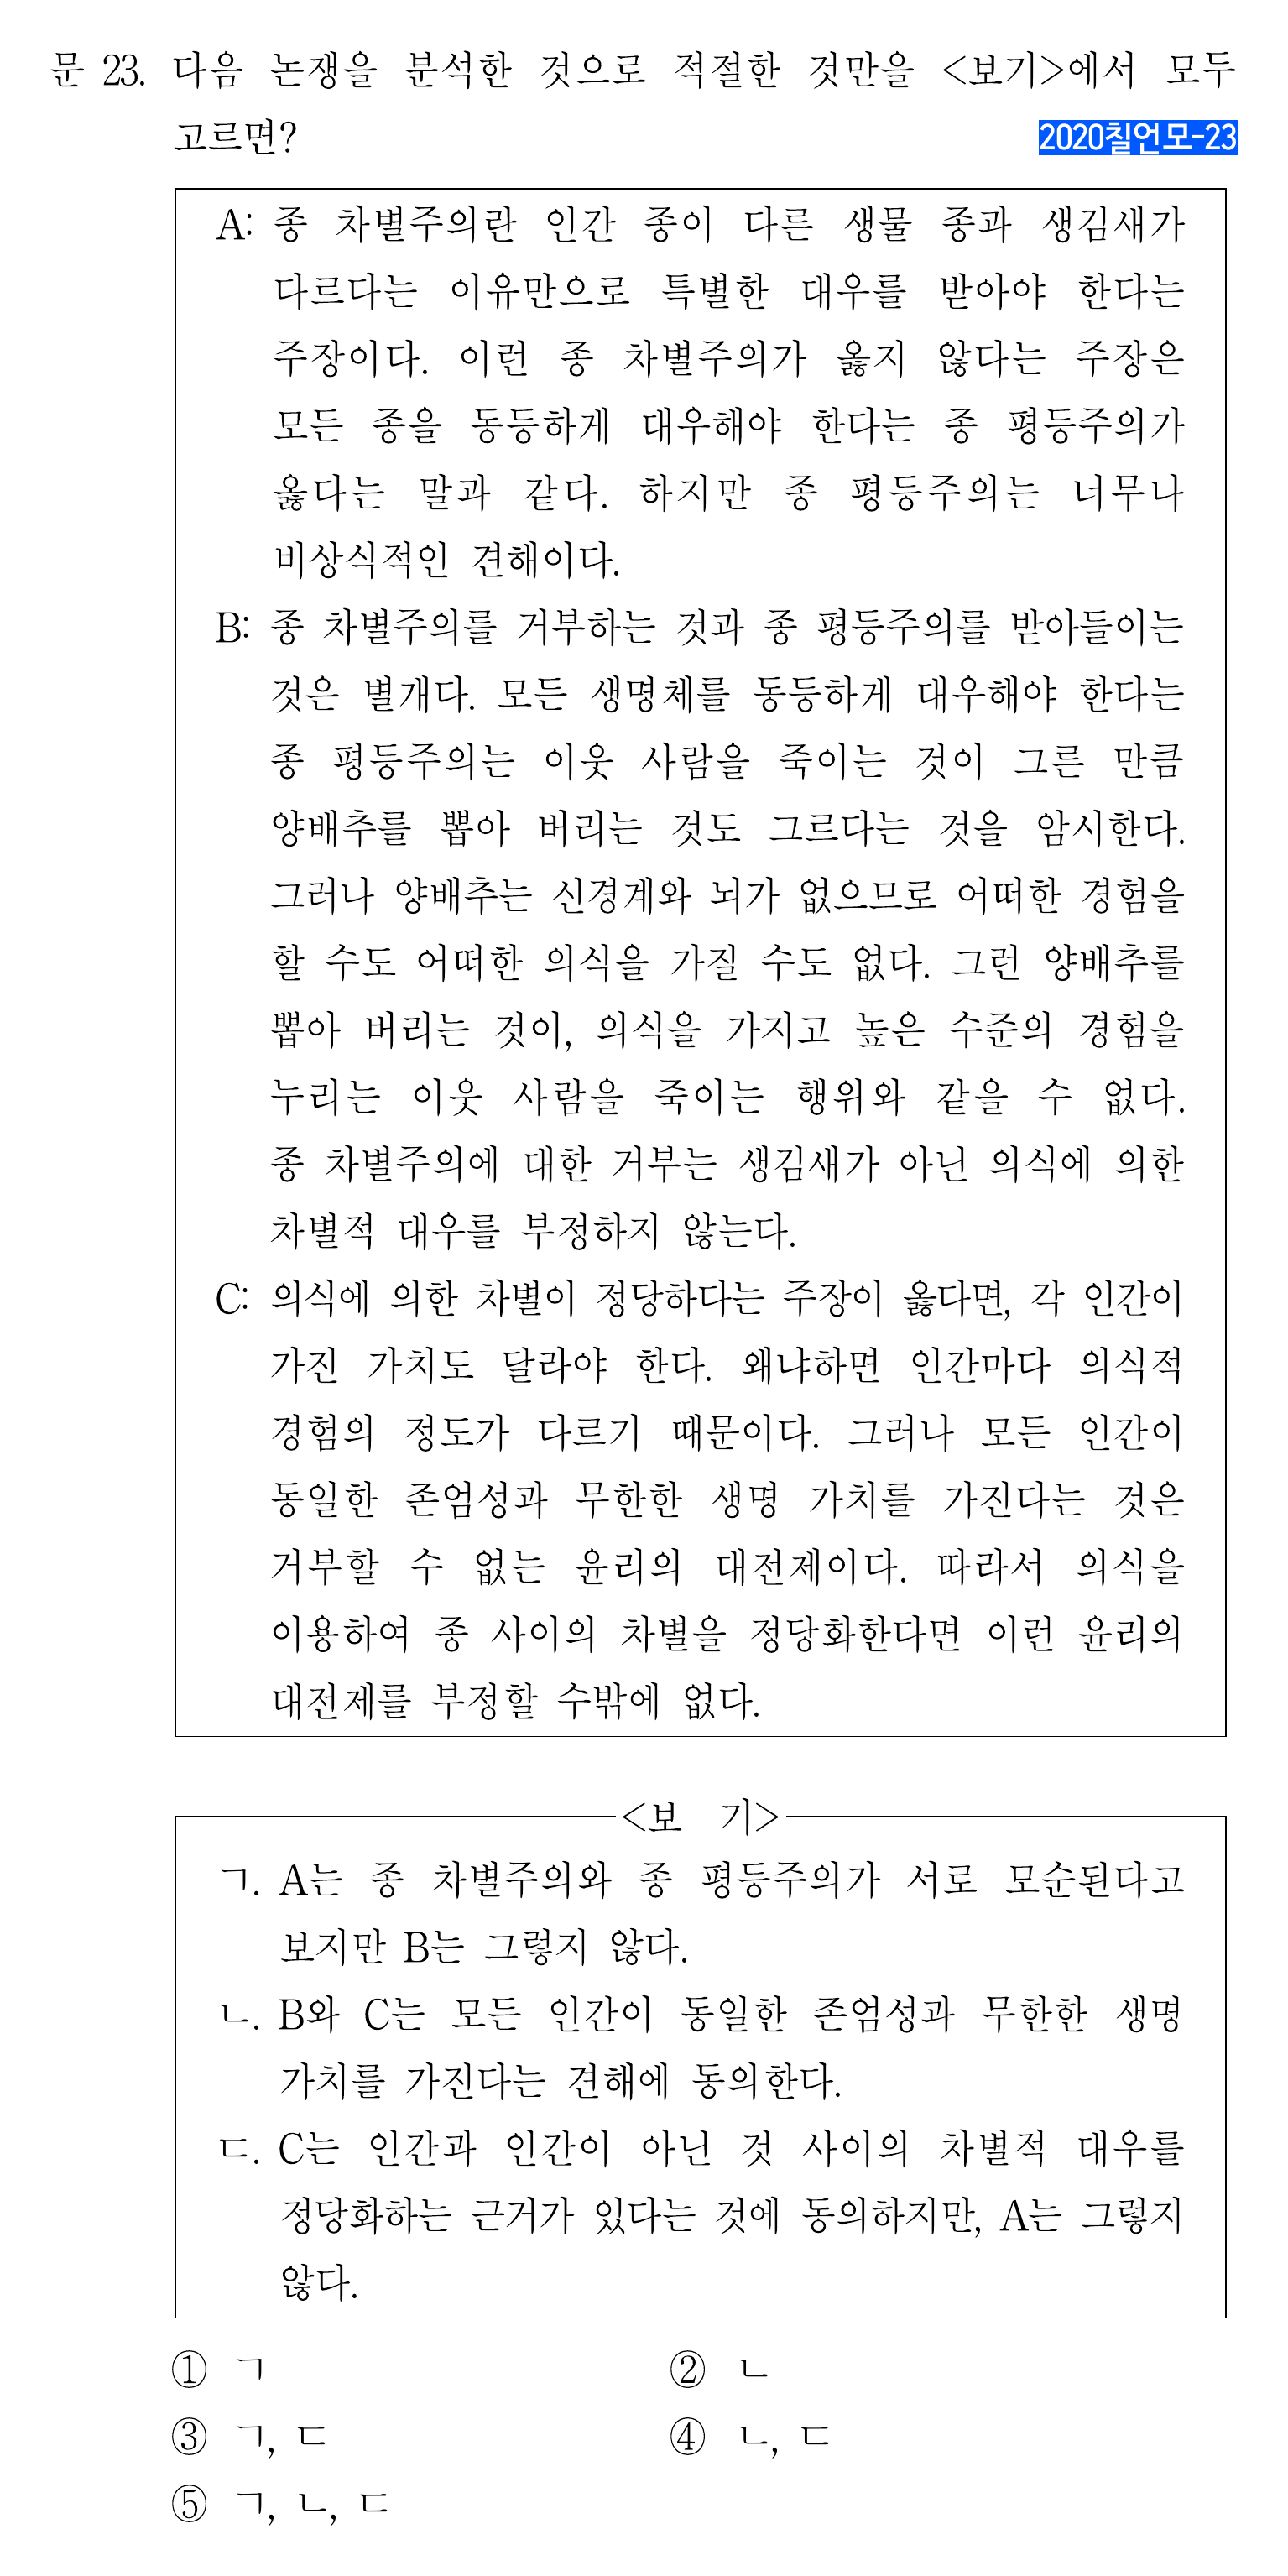 문 23. 다음 논쟁을 분석한 것으로 적절한 것만을 <보기>에서 모두
고르면?
2020칠언모-23
A: 종 차별주의란 인간 종이 다른 생물 종과 생김새가
다르다는 이유만으로 특별한 대우를 받아야 한다는
주장이다. 이런 종 차별주의가 옳지 않다는 주장은
모든 종을 동등하게 대우해야 한다는 종 평등주의가
옳다는 말과 같다. 하지만 종 평등주의는 너무나
비상식적인 견해이다.
B: 종 차별주의를 거부하는 것과 종 평등주의를 받아들이는
것은 별개다. 모든 생명체를 동등하게 대우해야 한다는
종 평등주의는 이웃 사람을 죽이는 것이 그른 만큼
양배추를 뽑아 버리는 것도 그르다는 것을 암시한다.
그러나 양배추는 신경계와 뇌가 없으므로 어떠한 경험을
할 수도 어떠한 의식을 가질 수도 없다. 그런 양배추를
뽑아 버리는 것이, 의식을 가지고 높은 수준의 경험을
누리는 이웃 사람을 죽이는 행위와 같을 수 없다.
종 차별주의에 대한 거부는 생김새가 아닌 의식에 의한
차별적 대우를 부정하지 않는다.
C: 의식에 의한 차별이 정당하다는 주장이 옳다면, 각 인간이
가진 가치도 달라야 한다. 왜냐하면 인간마다 의식적
경험의 정도가 다르기 때문이다. 그러나 모든 인간이
동일한 존엄성과 무한한 생명 가치를 가진다는 것은
거부할 수 없는 윤리의 대전제이다. 따라서 의식을
이용하여 종 사이의 차별을 정당화한다면 이런 윤리의
대전제를 부정할 수밖에 없다.
<보 기>
ㄱ. A는 종 차별주의와 종 평등주의가 서로 모순된다고
보지만 B는 그렇지 않다.
ㄴ. B와 C는 모든 인간이 동일한 존엄성과 무한한 생명
가치를 가진다는 견해에 동의한다.
ㄷ. C는 인간과 인간이 아닌 것 사이의 차별적 대우를
정당화하는 근거가 있다는 것에 동의하지만, A는 그렇지
않다.
① ㄱ ② ㄴ
③ ㄱ, ㄷ ④ ㄴ, ㄷ
⑤ ㄱ, ㄴ, ㄷ